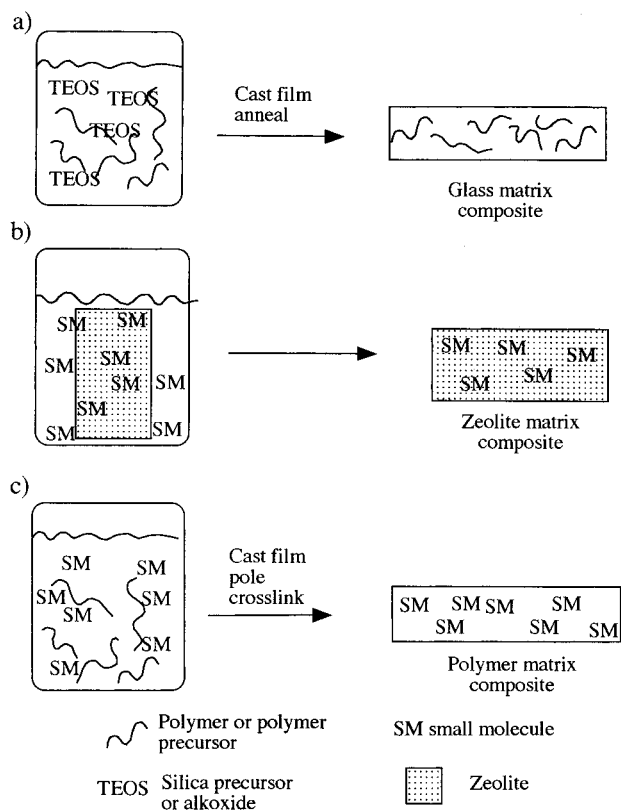 a)
TEOS
TEOS
TEOS
TEOS
Cast film
anneal
Glass matrix
composite
b)
SM
SM
SM
SM
SM
SM
SM
SM
SM
SM
SM
SM
SM
SM
Zeolite matrix
composite
c)
SM
SM
SM
SM
SM
SM
SM
Cast film
pole
crosslink
SM
SM
SM
SM
SM
SM
SM
Polymer matrix
composite
Polymer or polymer
precursor
SM small molecule
TEOS
Silica precursor
or alkoxide
Zeolite